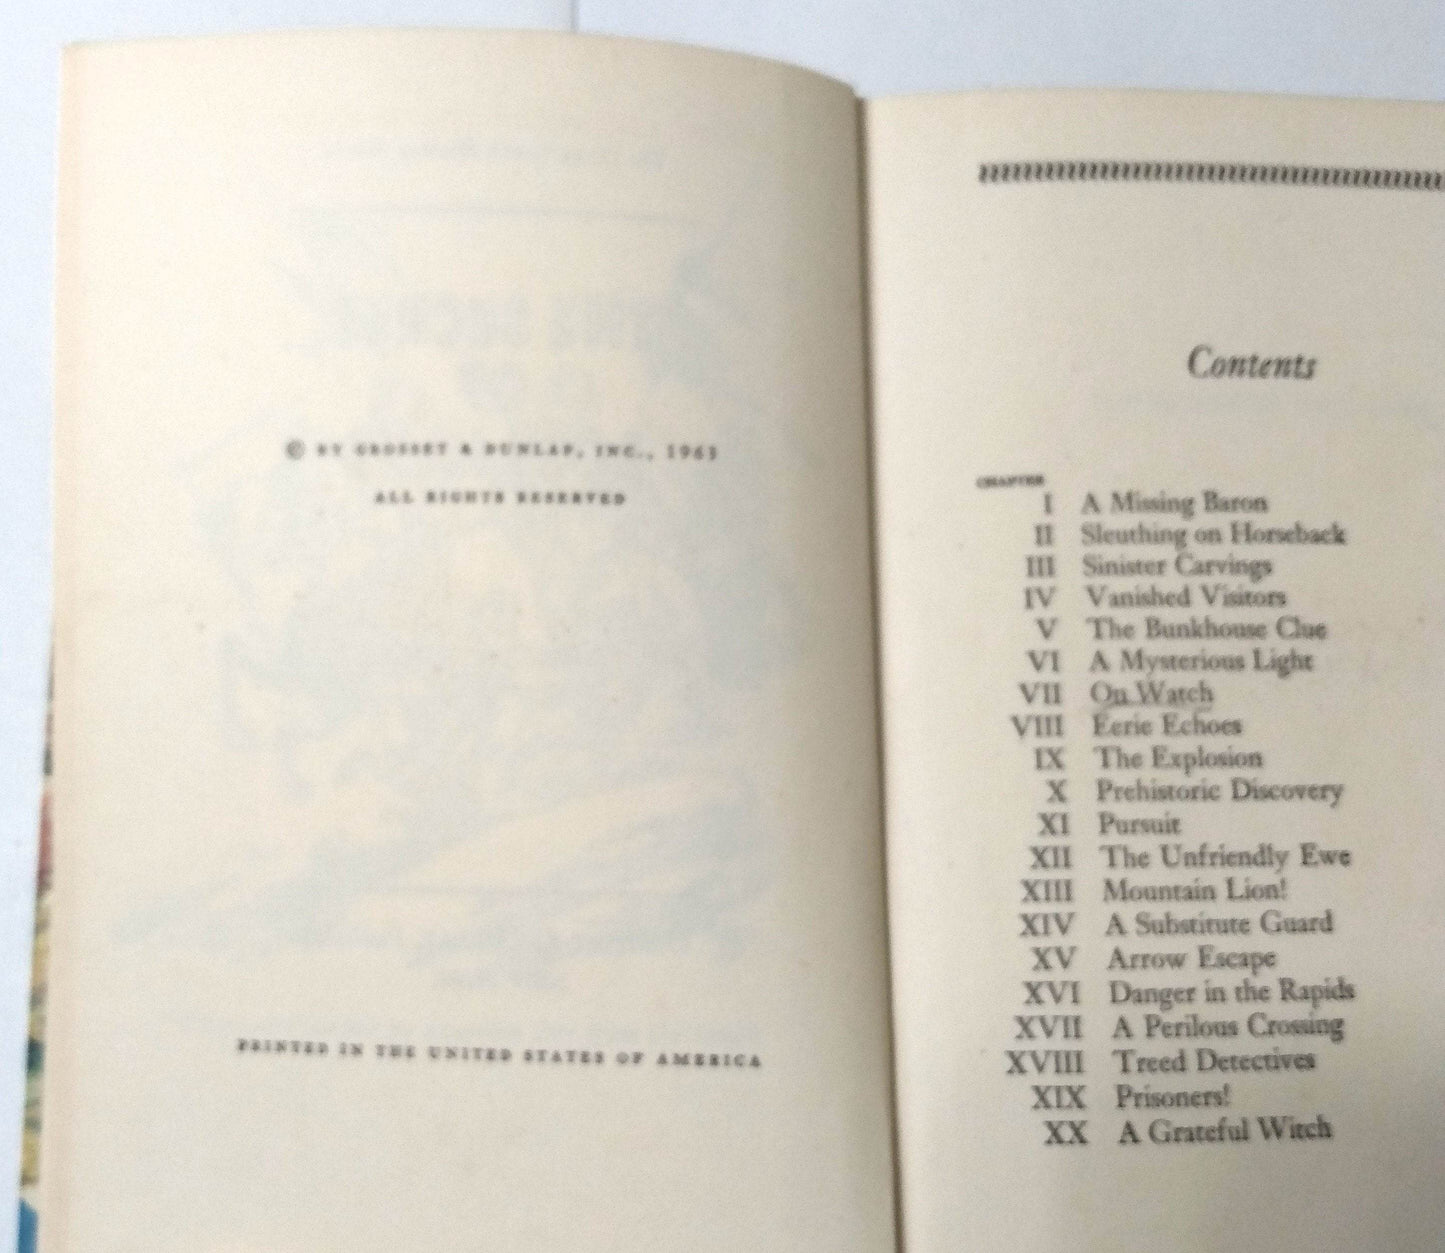 © BY GROSSET & DUNLAP, INC., 1963
ALL RIGHTS RESERVED
PRINTED IN THE UNITED STATES OF AMERICA
Contents
CHAPTER
I A Missing Baron
II Sleuthing on Horseback
III Sinister Carvings
IV Vanished Visitors
V The Bunkhouse Clue
VI A Mysterious Light
VII On Watch
VIII Eerie Echoes
IX The Explosion
X Prehistoric Discovery
XI Pursuit
XII The Unfriendly Ewe
XIII Mountain Lion!
XIV A Substitute Guard
XV Arrow Escape
XVI Danger in the Rapids
XVII A Perilous Crossing
XVIII Treed Detectives
XIX Prisoners!
XX A Grateful Witch